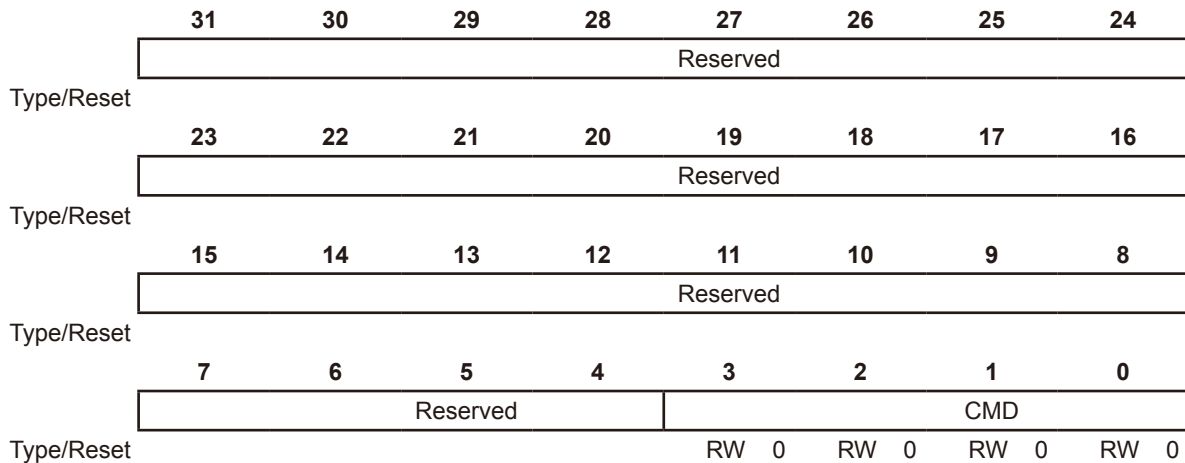 31 30 29 28 27 26 25 24
Reserved
Type/Reset
23 22 21 20 19 18 17 16
Reserved
Type/Reset
15 14 13 12 11 10 9 8
Reserved
Type/Reset
7 6 5 4 3 2 1 0
Reserved CMD
Type/Reset RW 0 RW 0 RW 0 RW 0